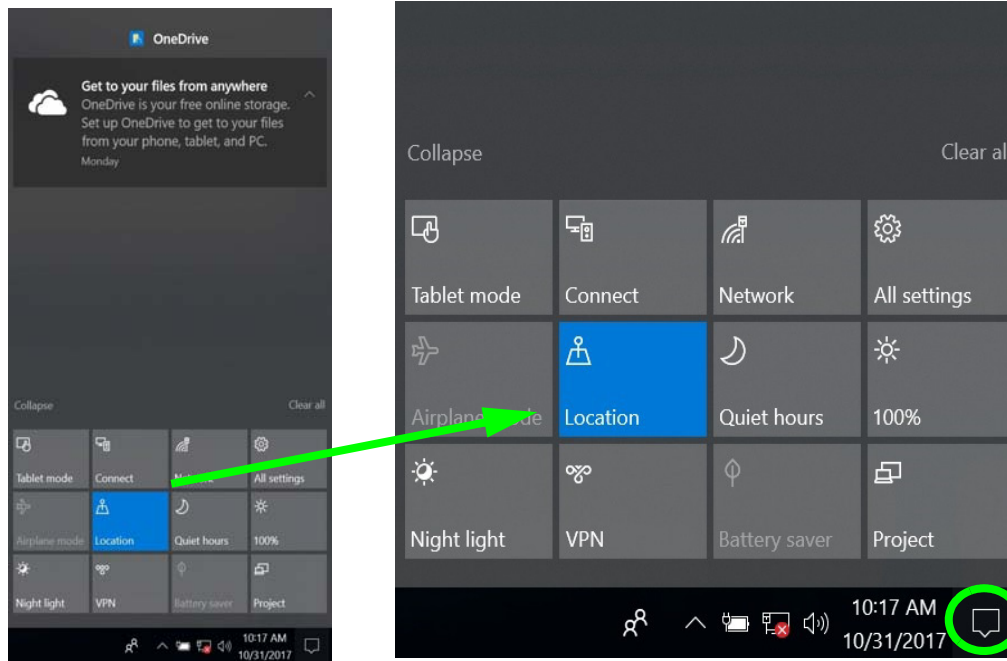 OneDrive
Get to your files from anywhere
OneDrive is your free online storage.
Set up OneDrive to get to your files
from your phone, tablet, and PC.
Monday
Collapse Clear all
Tablet mode Connect Network All settings
Airplane mode Location Quiet hours 100%
Night light VPN Battery saver Project
10:17 AM
10/31/2017
Collapse Clear al
Tablet mode Connect Network All settings
Airplane mode Location Quiet hours 100%
Night light VPN Battery saver Project
10:17 AM
10/31/2017